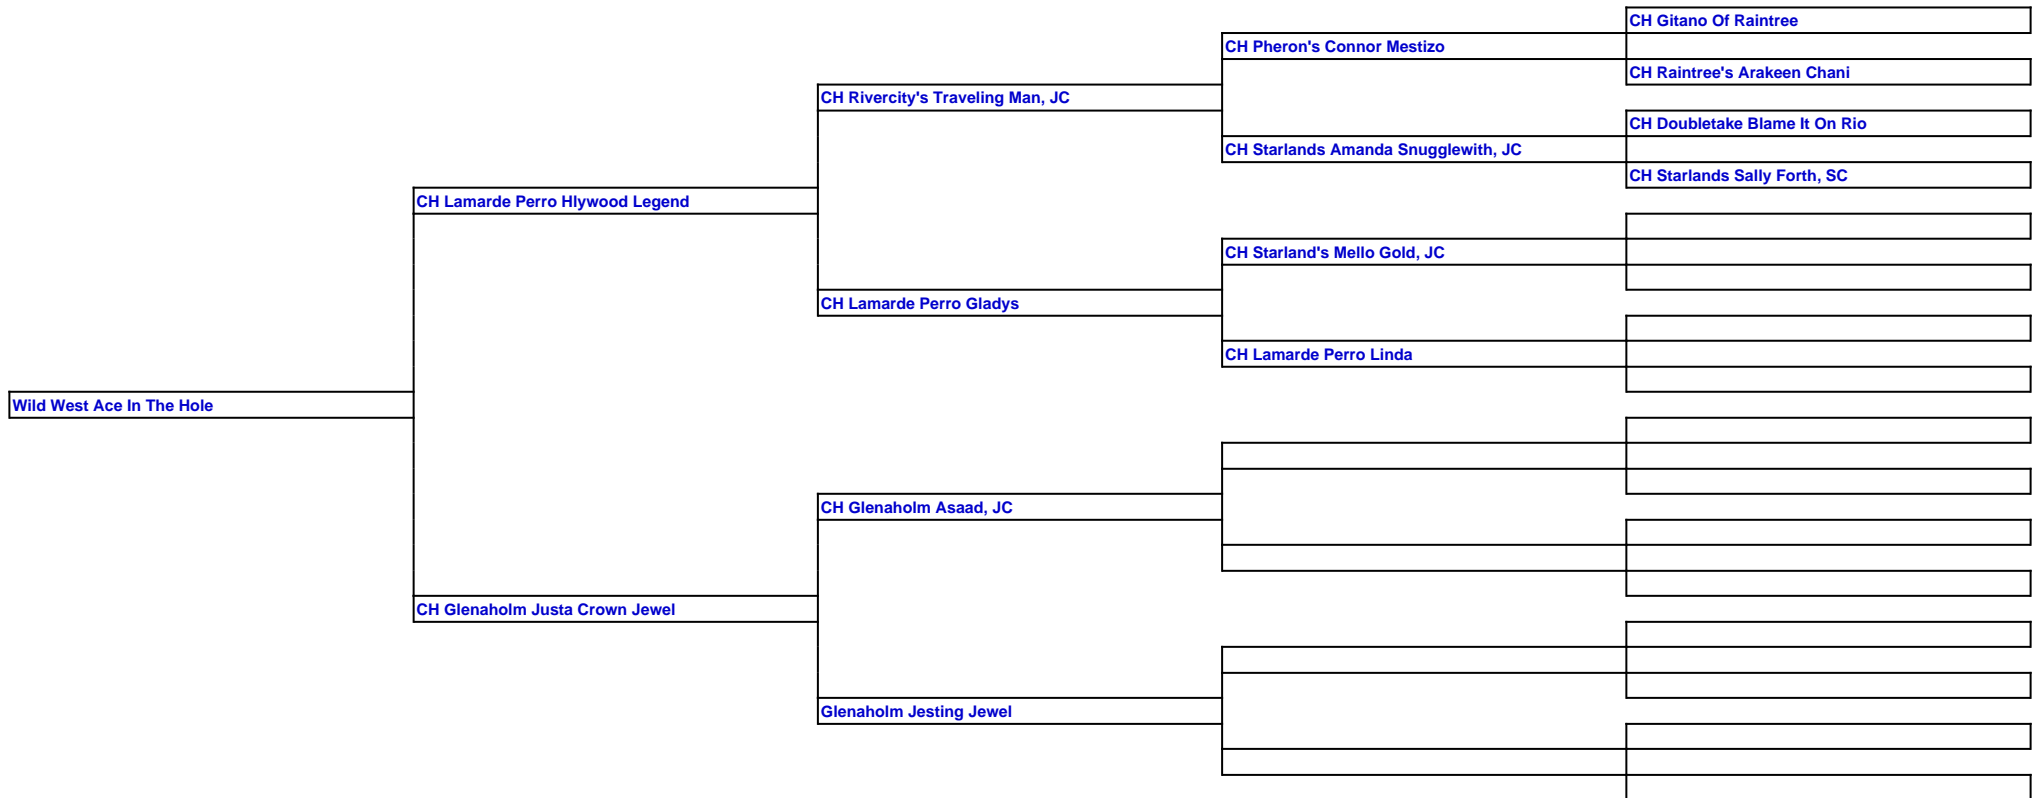 CH Gitano Of Raintree
CH Pheron's Connor Mestizo
CH Raintree's Arakeen Chani
CH Rivercity's Traveling Man, JC
CH Doubletake Blame It On Rio
CH Starlands Amanda Snugglewith, JC
CH Starlands Sally Forth, SC
CH Lamarde Perro Hlywood Legend
CH Starland's Mello Gold, JC
CH Lamarde Perro Gladys
CH Lamarde Perro Linda
Wild West Ace In The Hole
CH Glenaholm Asaad, JC
CH Glenaholm Justa Crown Jewel
Glenaholm Jesting Jewel